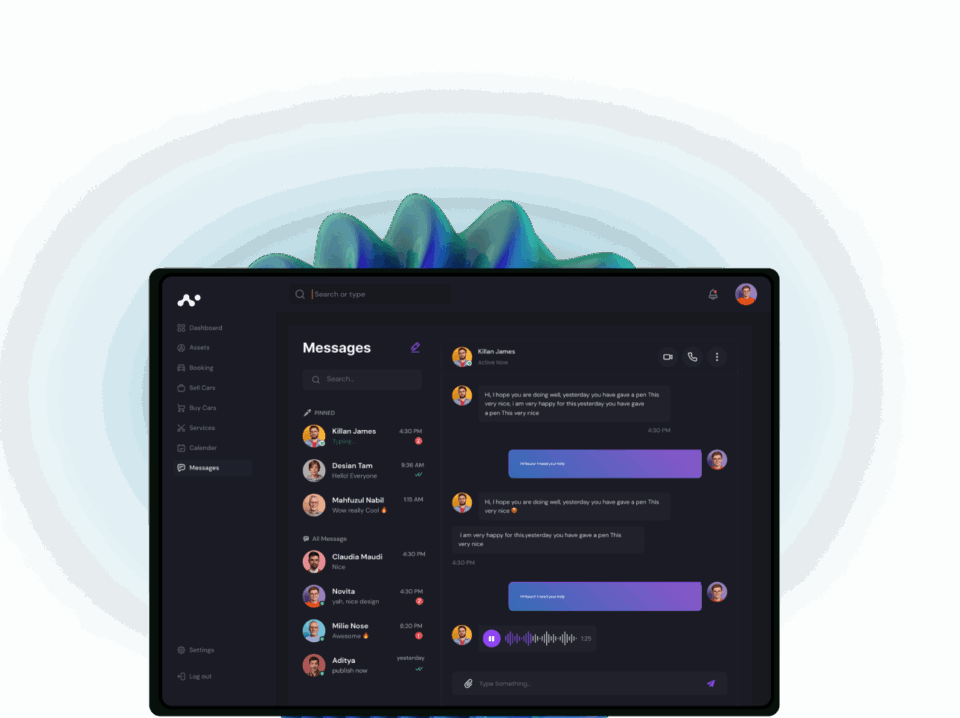 Search or type
Dashboard
Assets
Booking
Sell Cars
Buy Cars
Services
Calender
Messages
Settings
Log out
Messages
Search...
PINNED
Killan James
4:30 PM
Typing...
2
Desian Tam
9:36 AM
Hello! Everyone
Mahfuzul Nabil
1:15 AM
Wow really Cool 🔥
All Message
Claudia Maudi
4:30 PM
Nice
Novita
4:30 PM
yah, nice design
2
Milie Nose
8:30 PM
Awesome 🔥
1
Aditya
yesterday
publish now
Killan James
Active Now
Hi, I hope you are doing well, yesterday you have gave a pen This
very nice, i am very happy for this.yesterday you have gave
a pen This very nice
4:30 PM
Hi, I hope you are doing well, yesterday you have gave a pen This
very nice
I am very happy for this.yesterday you have gave a pen This
very nice
4:30 PM
1:25
Type Something...